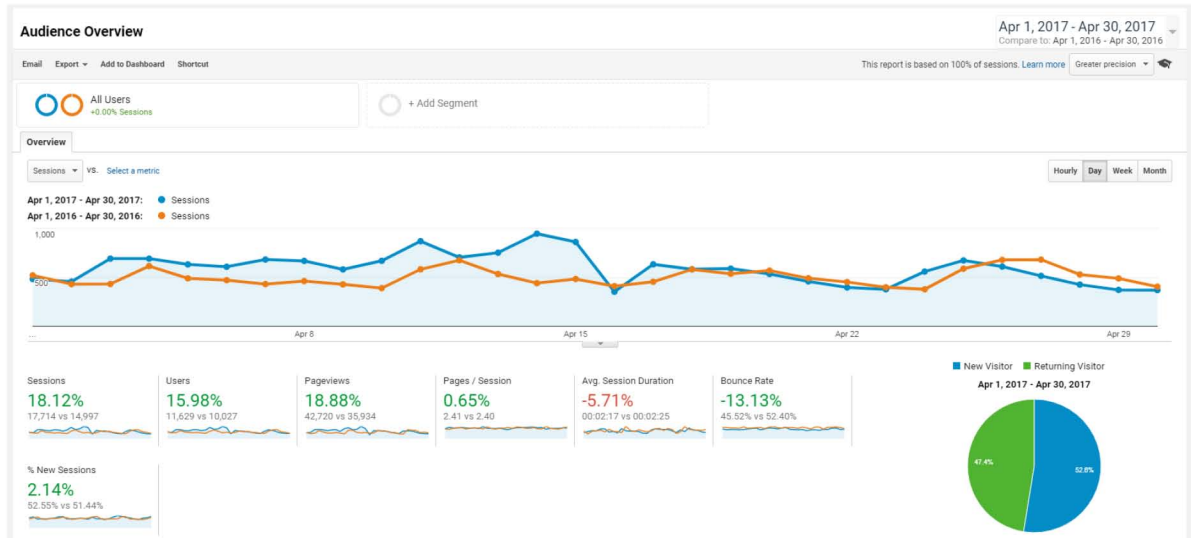 Audience Overview
Apr 1, 2017 - Apr 30, 2017
Compare to: Apr 1, 2016 - Apr 30, 2016
Email Export Add to Dashboard Shortcut
This report is based on 100% of sessions. Learn more Greater precision
All Users
+0.00% Sessions
+ Add Segment
Overview
Sessions vs. Select a metric
Hourly Day Week Month
Apr 1, 2017 - Apr 30, 2017: Sessions
Apr 1, 2016 - Apr 30, 2016: Sessions
1,000
500
... Apr 8 Apr 15 Apr 22 Apr 29
New Visitor Returning Visitor
Apr 1, 2017 - Apr 30, 2017
47.4% 52.6%
Sessions
18.12%
17,714 vs 14,997
Users
15.98%
11,629 vs 10,027
Pageviews
18.88%
42,720 vs 35,934
Pages / Session
0.65%
2.41 vs 2.40
Avg. Session Duration
-5.71%
00:02:17 vs 00:02:25
Bounce Rate
-13.13%
45.52% vs 52.40%
% New Sessions
2.14%
52.55% vs 51.44%